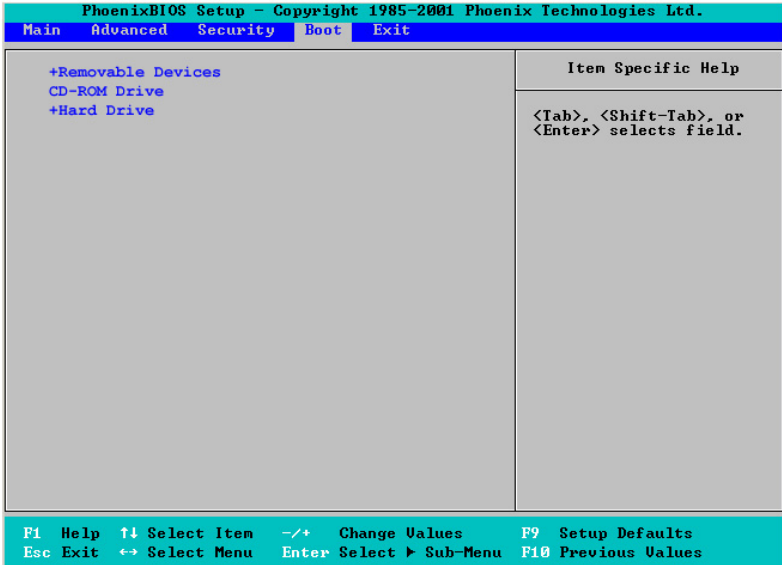 PhoenixBIOS Setup – Copyright 1985-2001 Phoenix Technologies Ltd.
Main Advanced Security Boot Exit
+Removable Devices
CD-ROM Drive
+Hard Drive
Item Specific Help
<Tab>, <Shift-Tab>, or
<Enter> selects field.
F1 Help ↑↓ Select Item -/+ Change Values F9 Setup Defaults
Esc Exit ↔ Select Menu Enter Select ▶ Sub-Menu F10 Previous Values